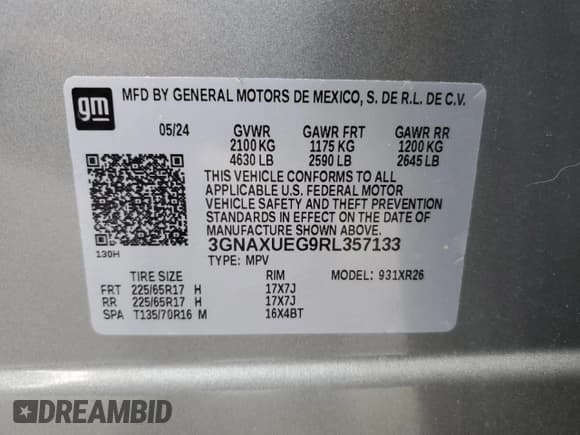 gm
MFD BY GENERAL MOTORS DE MEXICO, S. DE R.L. DE C.V.
05/24 GVWR GAWR FRT GAWR RR
2100 KG 1175 KG 1200 KG
4630 LB 2590 LB 2645 LB
THIS VEHICLE CONFORMS TO ALL
APPLICABLE U.S. FEDERAL MOTOR
VEHICLE SAFETY AND THEFT PREVENTION
STANDARDS IN EFFECT ON THE DATE OF
MANUFACTURE SHOWN ABOVE.
3GNAXUEG9RL357133
130H
TYPE: MPV
TIRE SIZE RIM MODEL: 931XR26
FRT 225/65R17 H 17X7J
RR 225/65R17 H 17X7J
SPA T135/70R16 M 16X4BT
DREAMBID